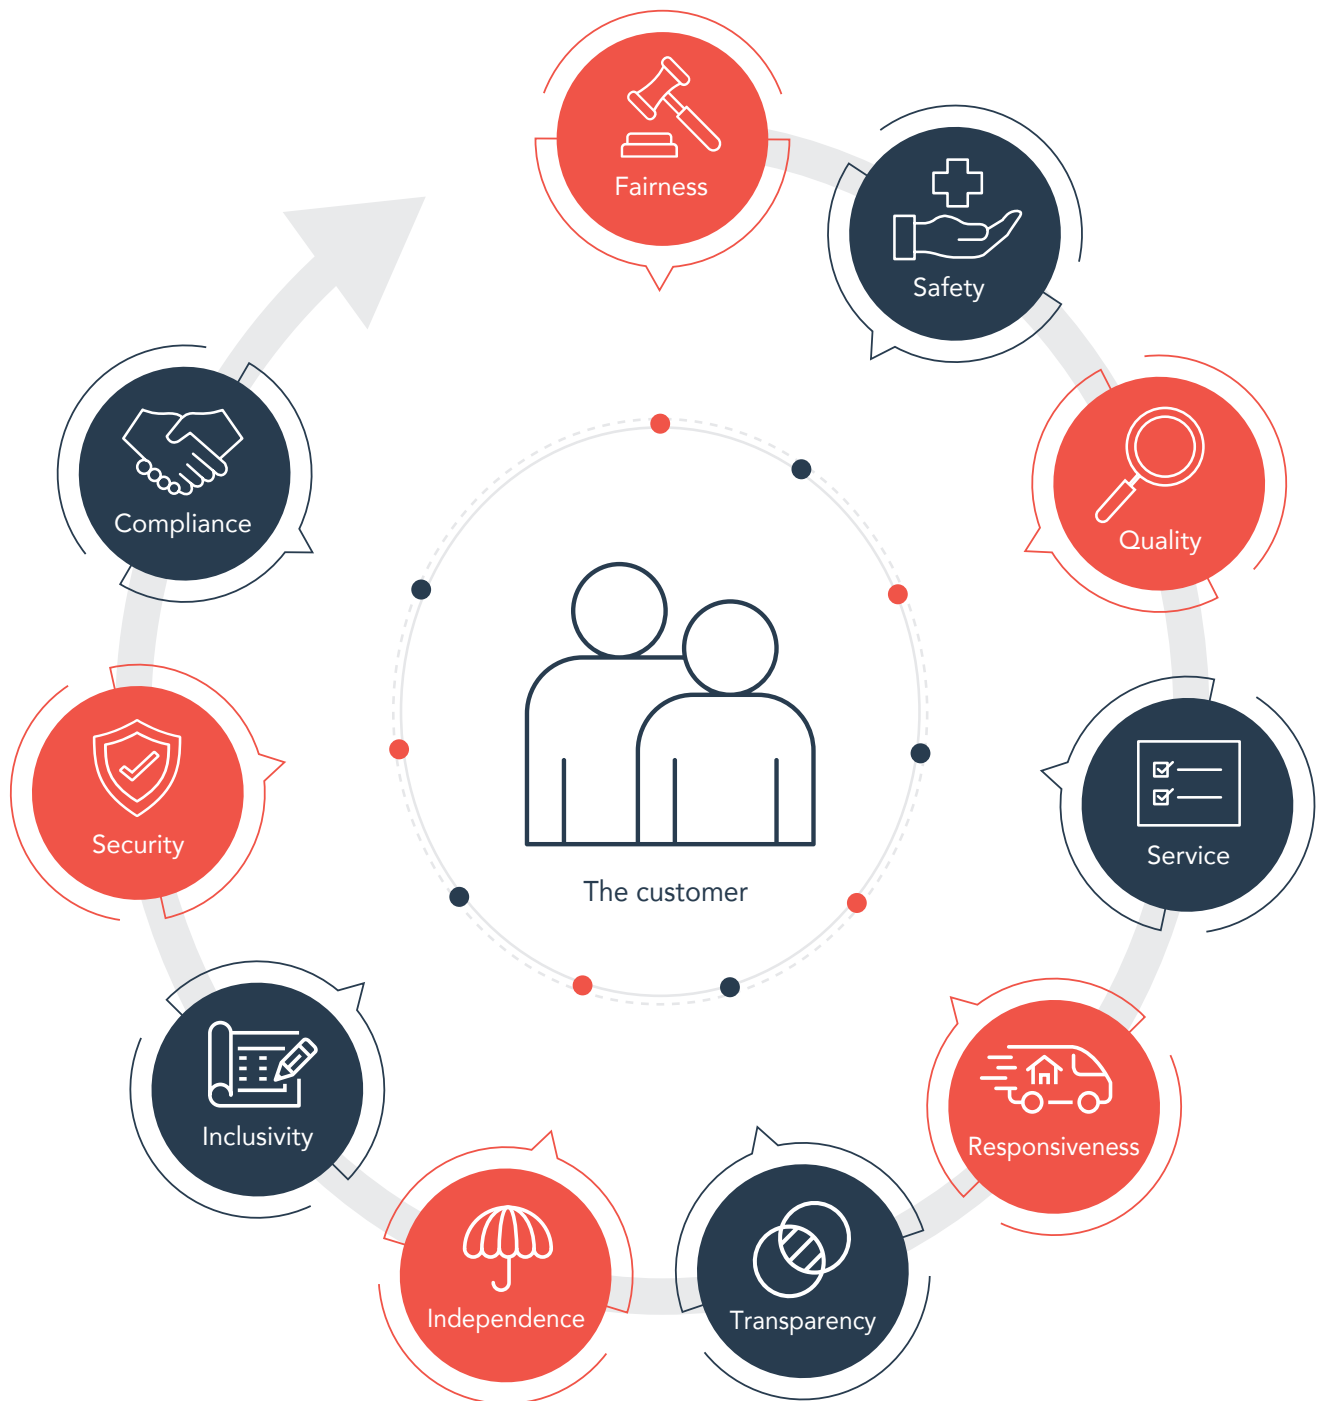 Fairness
Safety
Quality
Service
Responsiveness
Transparency
Independence
Inclusivity
Security
Compliance
The customer